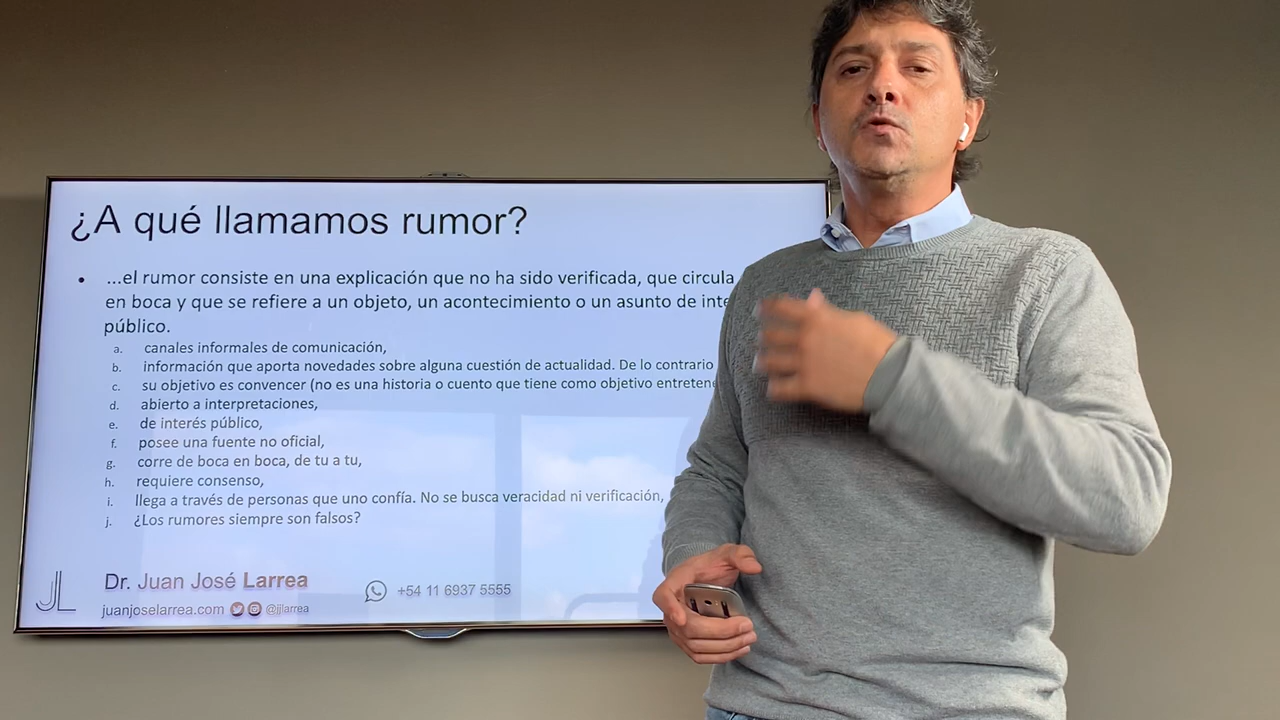 ¿A qué llamamos rumor?
• ...el rumor consiste en una explicación que no ha sido verificada, que circula
en boca y que se refiere a un objeto, un acontecimiento o un asunto de
público.
a. canales informales de comunicación,
b. información que aporta novedades sobre alguna cuestión de actualidad. De lo contrario
c. su objetivo es convencer (no es una historia o cuento que tiene como objetivo
d. abierto a interpretaciones,
e. de interés público,
f. posee una fuente no oficial,
g. corre de boca en boca, de tu a tu,
h. requiere consenso,
i. llega a través de personas que uno confía. No se busca veracidad ni verificación,
j. ¿Los rumores siempre son falsos?
JL
Dr. Juan José Larrea
+54 11 6937 5555
juanjoselarrea.com @jjlarrea